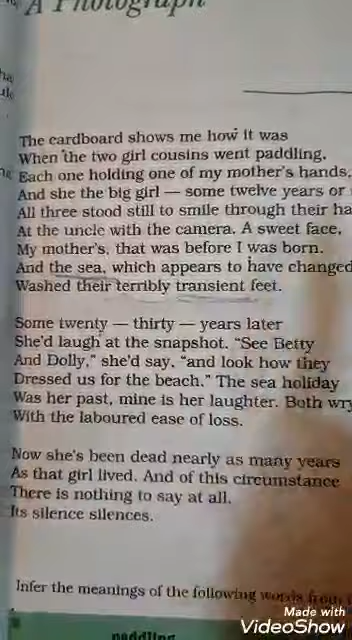 A Photograph
The cardboard shows me how it was
When the two girl cousins went paddling,
Each one holding one of my mother's hands,
And she the big girl — some twelve years or
All three stood still to smile through their
At the uncle with the camera. A sweet face,
My mother's, that was before I was born.
And the sea, which appears to have changed
Washed their terribly transient feet.
Some twenty — thirty — years later
She'd laugh at the snapshot. "See Betty
And Dolly," she'd say, "and look how they
Dressed us for the beach." The sea holiday
Was her past, mine is her laughter. Both
With the laboured ease of loss.
Now she's been dead nearly as many years
As that girl lived. And of this circumstance
There is nothing to say at all.
Its silence silences.
Infer the meanings of the following words from
paddling
Made with
VideoShow